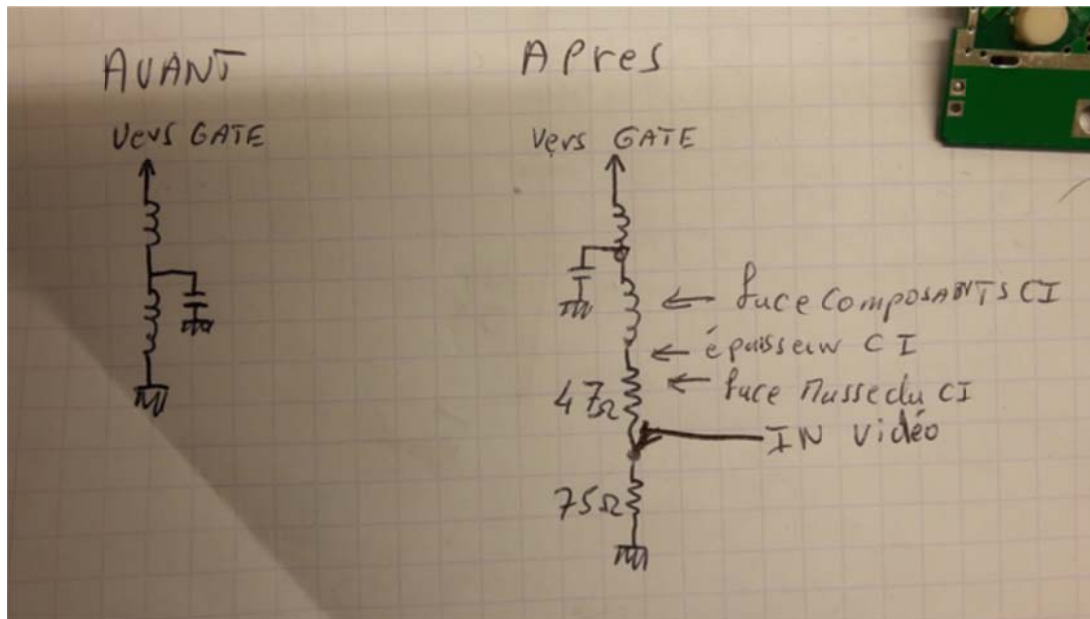 AVANT
Vers GATE
Apres
Vers GATE
← face COMPOSANTS CI
← épaisseur CI
← face Masse du CI
47Ω
IN Vidéo
75Ω